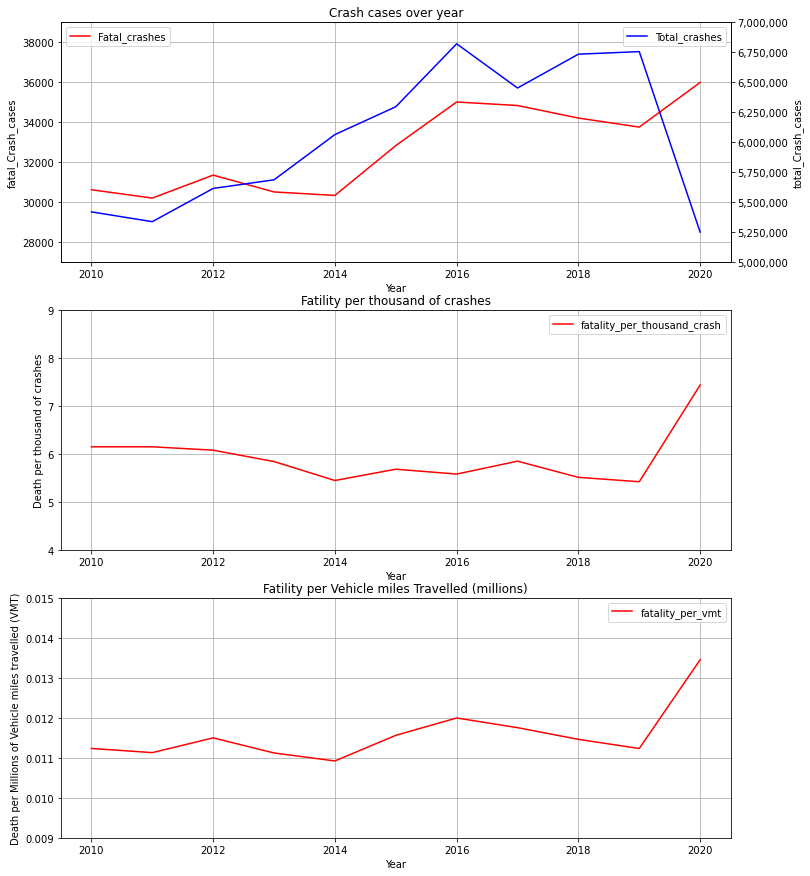 Crash cases over year
Fatal_crashes
Total_crashes
fatal_Crash_cases
total_Crash_cases
38000
36000
34000
32000
30000
28000
7,000,000
6,750,000
6,500,000
6,250,000
6,000,000
5,750,000
5,500,000
5,250,000
5,000,000
2010 2012 2014 2016 2018 2020
Year
Fatility per thousand of crashes
fatality_per_thousand_crash
Death per thousand of crashes
9
8
7
6
5
4
2010 2012 2014 2016 2018 2020
Year
Fatility per Vehicle miles Travelled (millions)
fatality_per_vmt
Death per Millions of Vehicle miles travelled (VMT)
0.015
0.014
0.013
0.012
0.011
0.010
0.009
2010 2012 2014 2016 2018 2020
Year